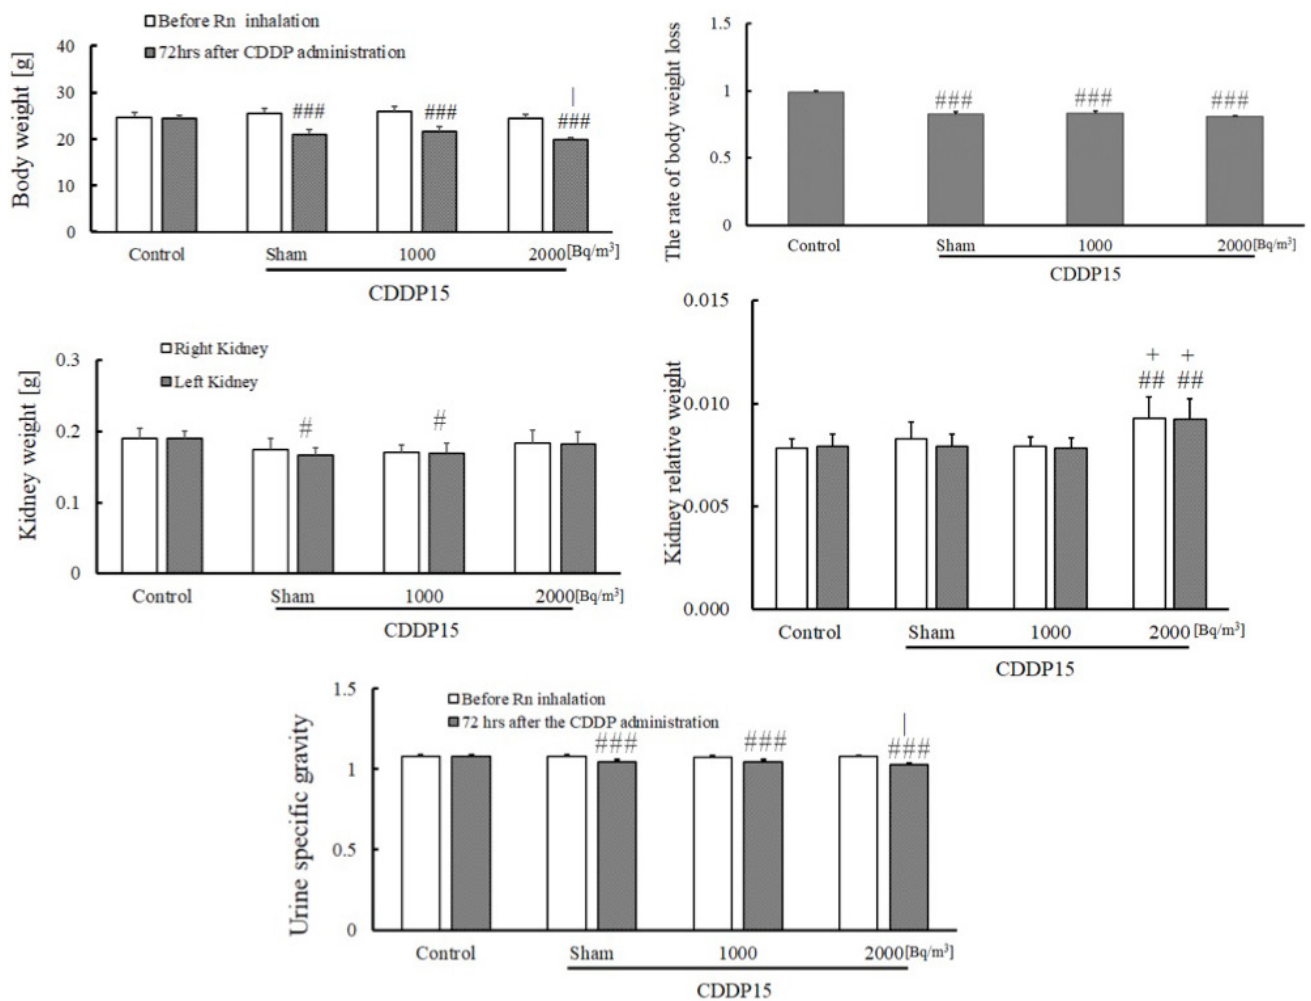 Before Rn inhalation
72hrs after CDDP administration
Body weight [g]
40
30
20
10
0
###
###
|
###
Control
Sham
1000
2000[Bq/m³]
CDDP15
The rate of body weight loss
1.5
1
0.5
0
###
###
###
Control
Sham
1000
2000[Bq/m³]
CDDP15
Right Kidney
Left Kidney
Kidney weight [g]
0.3
0.2
0.1
0
#
#
Control
Sham
1000
2000[Bq/m³]
CDDP15
Kidney relative weight
0.015
0.010
0.005
0.000
+ +
## ##
Control
Sham
1000
2000 [Bq/m³]
CDDP15
Before Rn inhalation
72 hrs after the CDDP administration
Urine specific gravity
1.5
1
0.5
0
###
###
|
###
Control
Sham
1000
2000[Bq/m³]
CDDP15